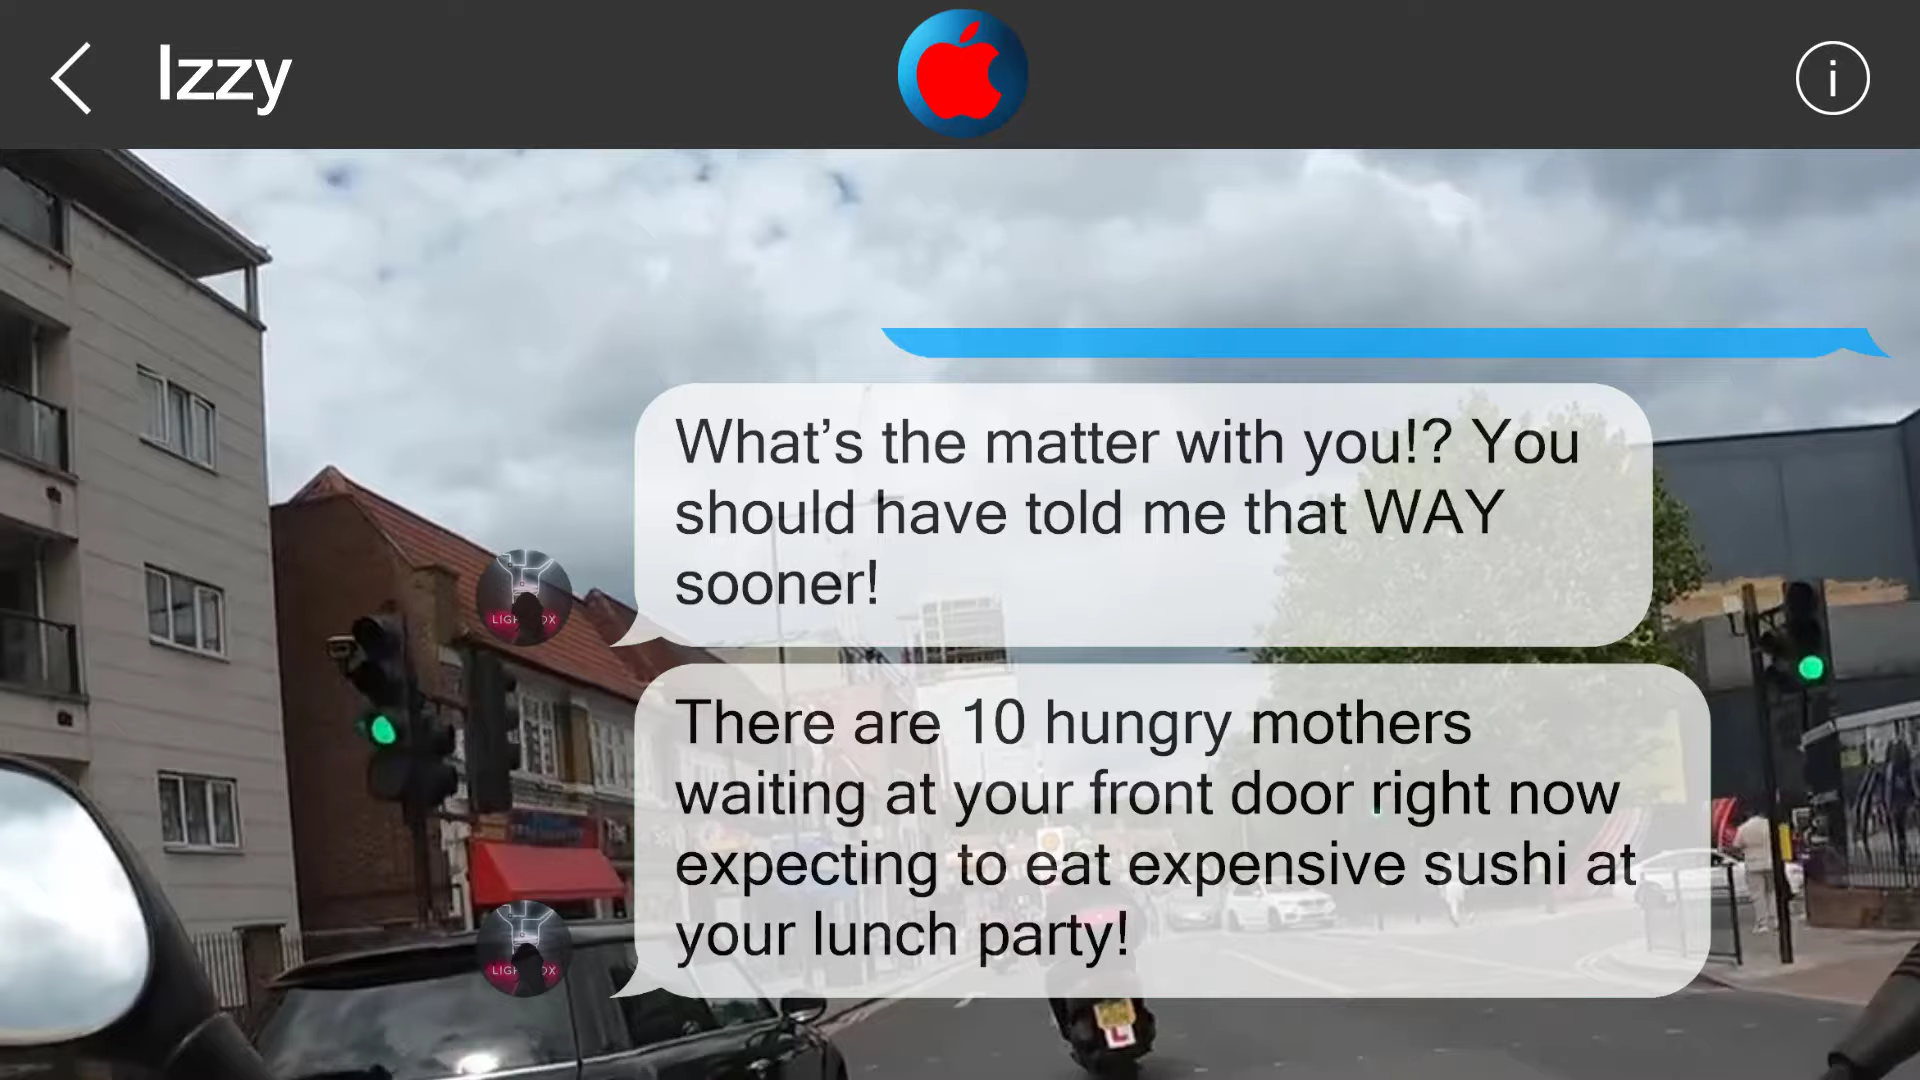 Izzy
What’s the matter with you!? You
should have told me that WAY
sooner!
There are 10 hungry mothers
waiting at your front door right now
expecting to eat expensive sushi at
your lunch party!
L